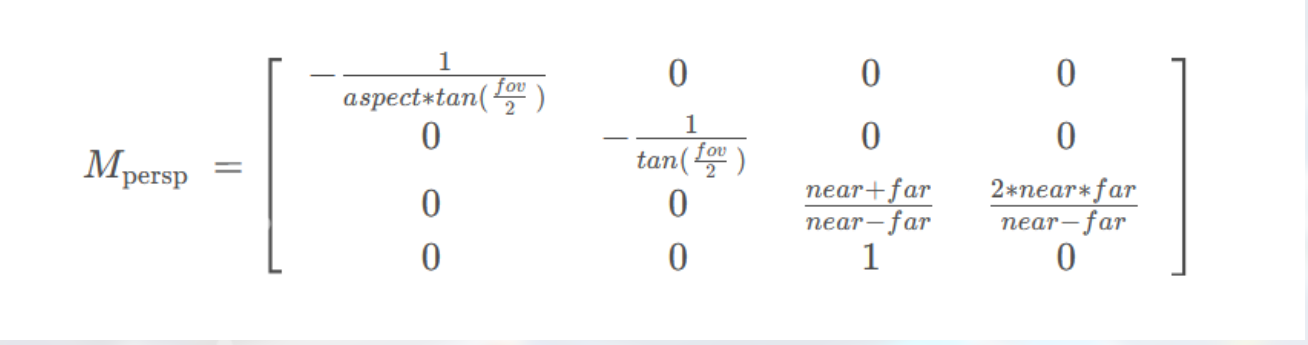 M_persp = [ -1/(aspect*tan(fov/2)) 0 0 0
0 -1/(tan(fov/2)) 0 0
0 0 (near+far)/(near-far) (2*near*far)/(near-far)
0 0 1 0 ]